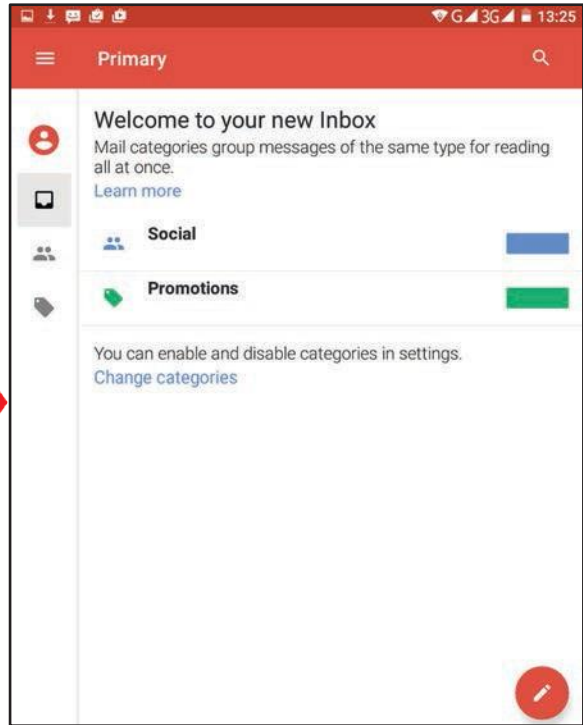 G 3G 13:25
Primary
Welcome to your new Inbox
Mail categories group messages of the same type for reading
all at once.
Learn more
Social
Promotions
You can enable and disable categories in settings.
Change categories